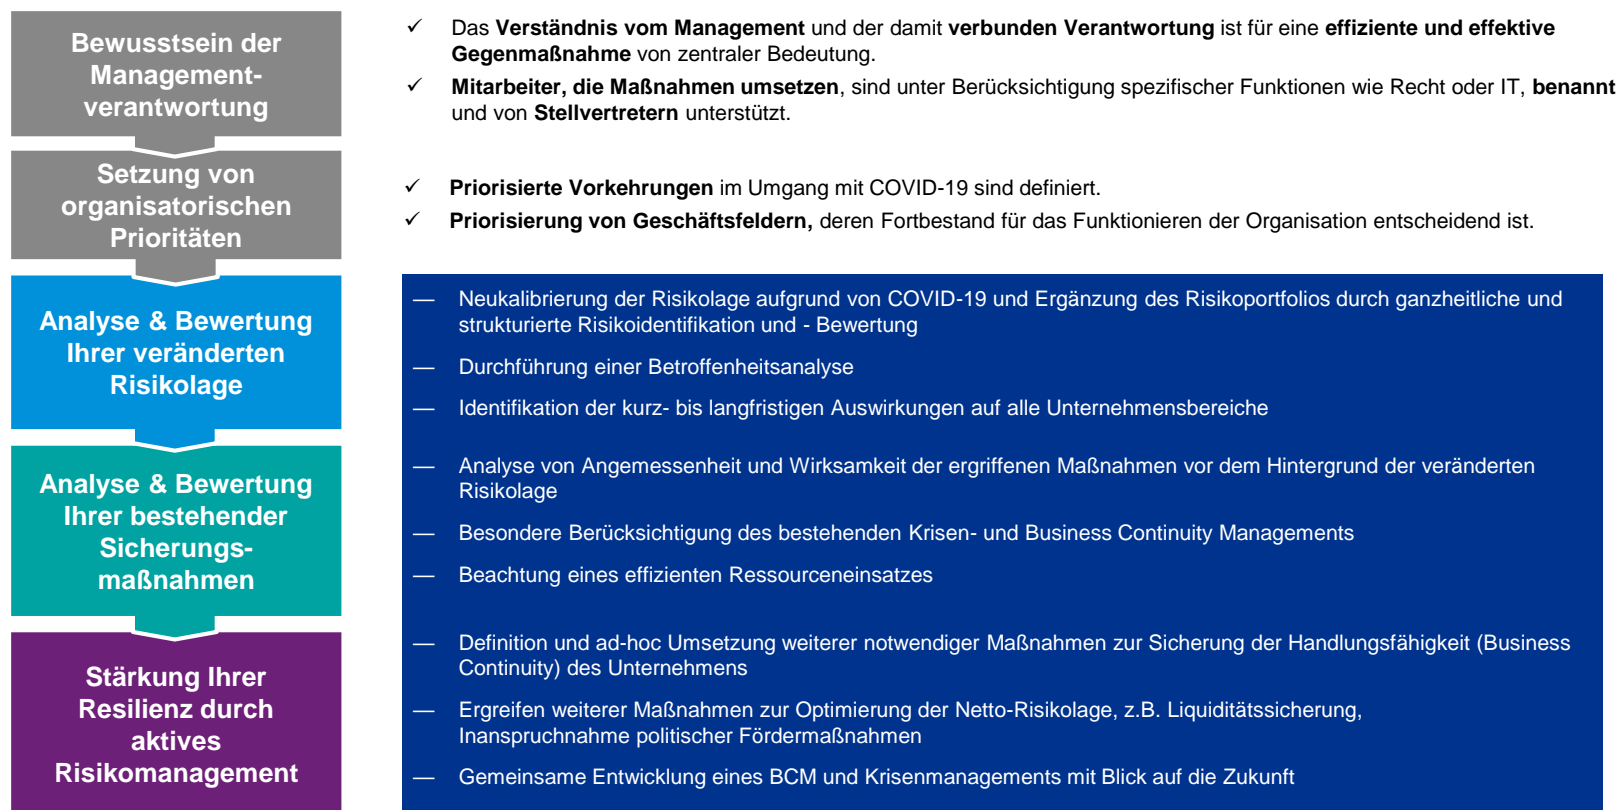 Bewusstsein der
Management-
verantwortung
✓ Das Verständnis vom Management und der damit verbunden Verantwortung ist für eine effiziente und effektive
Gegenmaßnahme von zentraler Bedeutung.
✓ Mitarbeiter, die Maßnahmen umsetzen, sind unter Berücksichtigung spezifischer Funktionen wie Recht oder IT, benannt
und von Stellvertretern unterstützt.
Setzung von
organisatorischen
Prioritäten
✓ Priorisierte Vorkehrungen im Umgang mit COVID-19 sind definiert.
✓ Priorisierung von Geschäftsfeldern, deren Fortbestand für das Funktionieren der Organisation entscheidend ist.
Analyse & Bewertung
Ihrer veränderten
Risikolage
— Neukalibrierung der Risikolage aufgrund von COVID-19 und Ergänzung des Risikoportfolios durch ganzheitliche und
strukturierte Risikoidentifikation und - Bewertung
— Durchführung einer Betroffenheitsanalyse
— Identifikation der kurz- bis langfristigen Auswirkungen auf alle Unternehmensbereiche
Analyse & Bewertung
Ihrer bestehender
Sicherungs-
maßnahmen
— Analyse von Angemessenheit und Wirksamkeit der ergriffenen Maßnahmen vor dem Hintergrund der veränderten
Risikolage
— Besondere Berücksichtigung des bestehenden Krisen- und Business Continuity Managements
— Beachtung eines effizienten Ressourceneinsatzes
Stärkung Ihrer
Resilienz durch
aktives
Risikomanagement
— Definition und ad-hoc Umsetzung weiterer notwendiger Maßnahmen zur Sicherung der Handlungsfähigkeit (Business
Continuity) des Unternehmens
— Ergreifen weiterer Maßnahmen zur Optimierung der Netto-Risikolage, z.B. Liquiditätssicherung,
Inanspruchnahme politischer Fördermaßnahmen
— Gemeinsame Entwicklung eines BCM und Krisenmanagements mit Blick auf die Zukunft